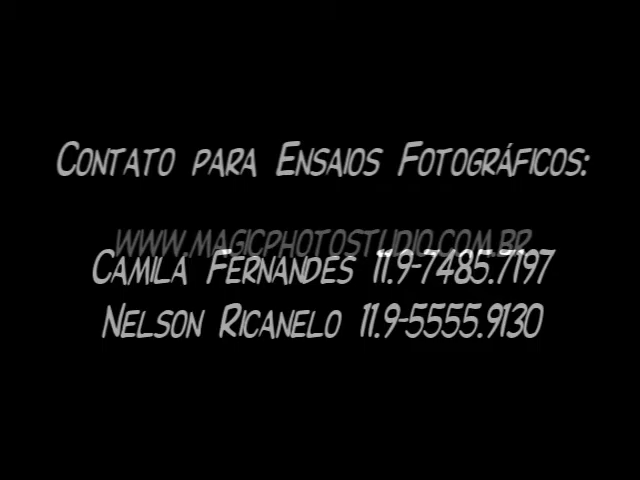 Contato para Ensaios Fotográficos:
www.magicphotostudio.com.br
Camila Fernandes 11.9-7485.7197
Nelson Ricanelo 11.9-5555.9130